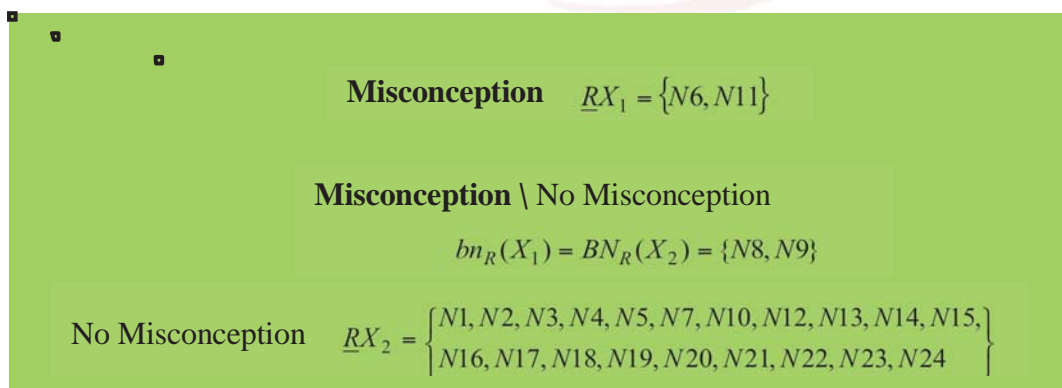 Misconception R̲X₁ = {N6, N11}
Misconception \ No Misconception
bn_R(X₁) = BN_R(X₂) = {N8, N9}
No Misconception R̲X₂ = {N1, N2, N3, N4, N5, N7, N10, N12, N13, N14, N15,
N16, N17, N18, N19, N20, N21, N22, N23, N24}